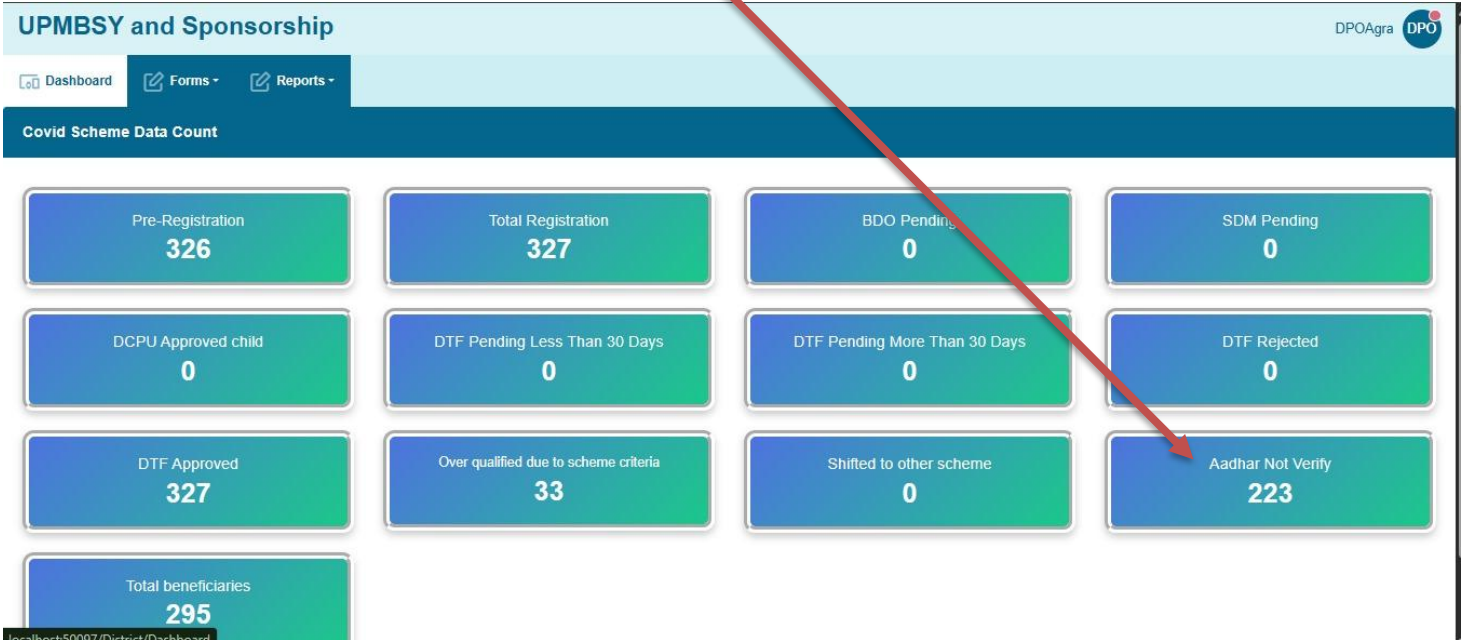 UPMBSY and Sponsorship
DPOAgra DPO
Dashboard Forms Reports
Covid Scheme Data Count
Pre-Registration
326
Total Registration
327
BDO Pending
0
SDM Pending
0
DCPU Approved child
0
DTF Pending Less Than 30 Days
0
DTF Pending More Than 30 Days
0
DTF Rejected
0
DTF Approved
327
Over qualified due to scheme criteria
33
Shifted to other scheme
0
Aadhar Not Verify
223
Total beneficiaries
295
localhost:50097/District/Dashboard